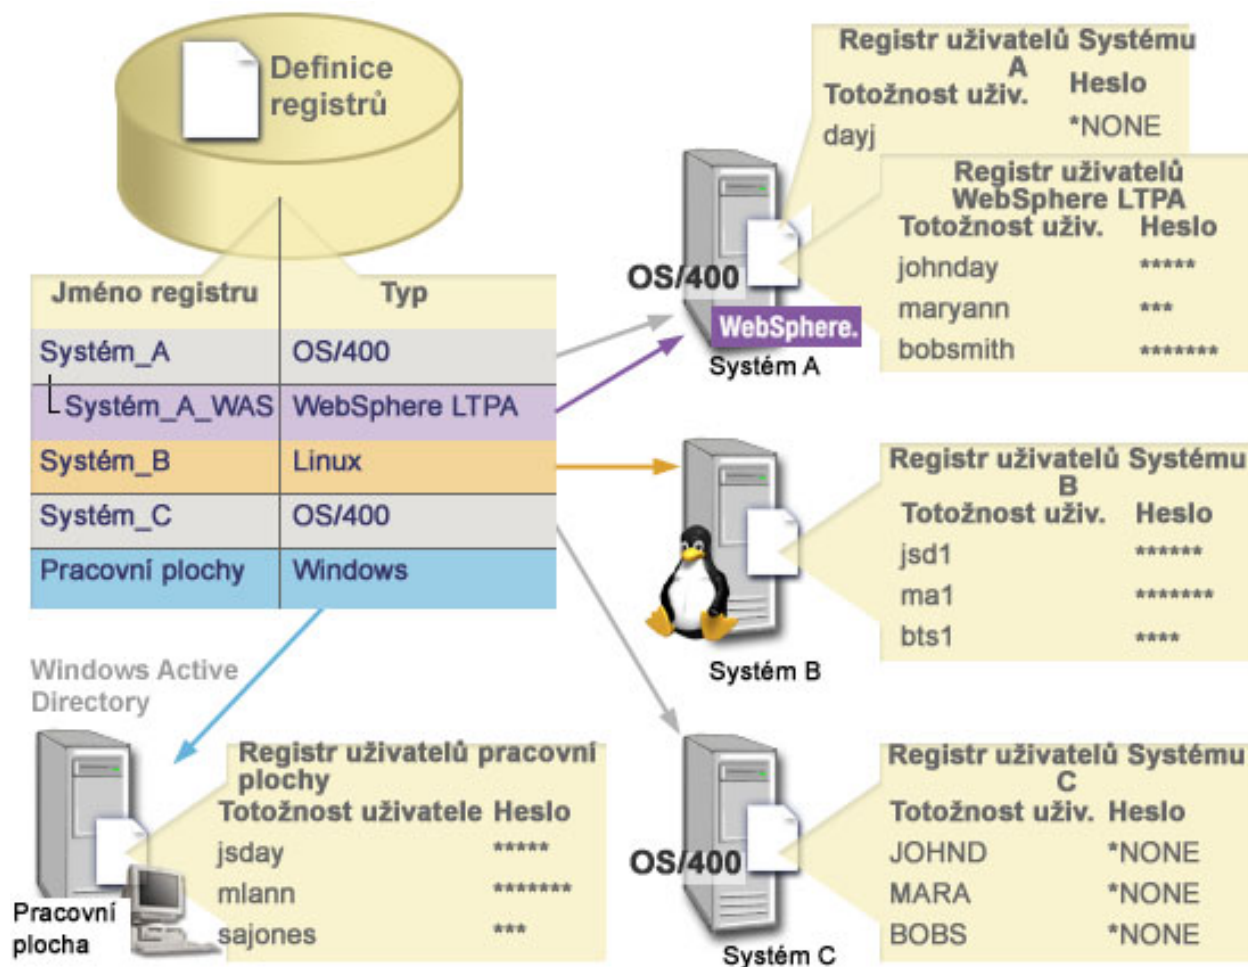 Definice
registrů
Jméno registru Typ
Systém_A OS/400
Systém_A_WAS WebSphere LTPA
Systém_B Linux
Systém_C OS/400
Pracovní plochy Windows
Registr uživatelů Systému
A
Totožnost uživ. Heslo
dayj *NONE
Registr uživatelů
WebSphere LTPA
Totožnost uživ. Heslo
johnday *****
maryann ***
bobsmith *******
OS/400
WebSphere.
Systém A
Registr uživatelů Systému
B
Totožnost uživ. Heslo
jsd1 ******
ma1 *******
bts1 ****
Systém B
Windows Active
Directory
Registr uživatelů pracovní
plochy
Totožnost uživatele Heslo
jsday *****
mlann *******
sajones ***
Pracovní
plocha
Registr uživatelů Systému
C
Totožnost uživ. Heslo
JOHND *NONE
MARA *NONE
BOBS *NONE
OS/400
Systém C